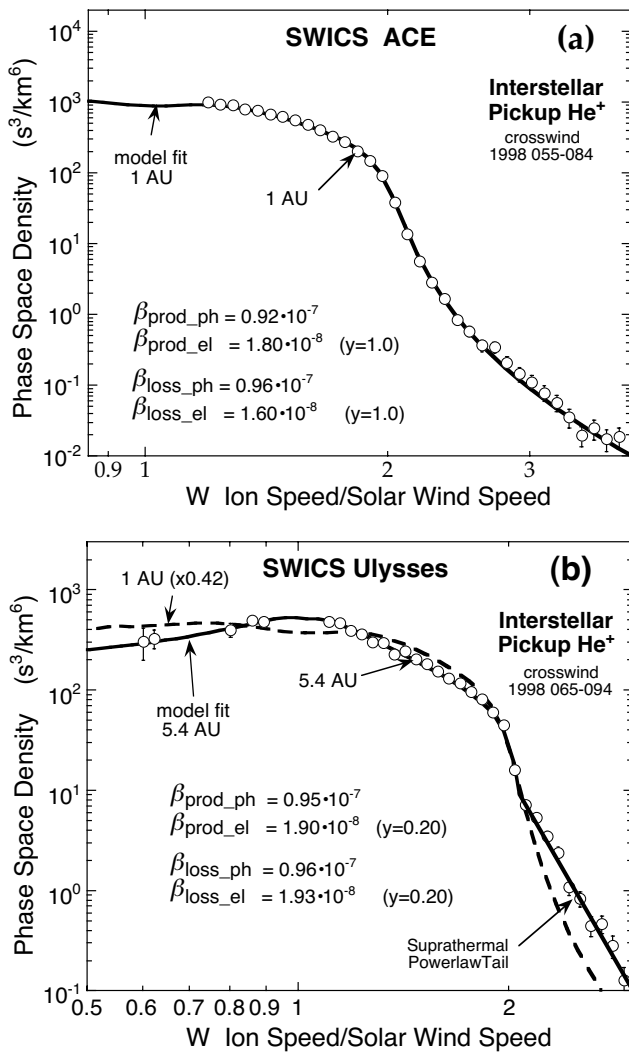 SWICS ACE
(a)
Interstellar
Pickup He⁺
crosswind
1998 055-084
model fit
1 AU
1 AU
βprod_ph = 0.92•10⁻⁷
βprod_el = 1.80•10⁻⁸ (y=1.0)
βloss_ph = 0.96•10⁻⁷
βloss_el = 1.60•10⁻⁸ (y=1.0)
Phase Space Density (s³/km⁶)
10⁴
10³
10²
10¹
10⁰
10⁻¹
10⁻²
0.9 1 2 3
W Ion Speed/Solar Wind Speed
SWICS Ulysses
(b)
1 AU (x0.42)
Interstellar
Pickup He⁺
crosswind
1998 065-094
5.4 AU
model fit
5.4 AU
βprod_ph = 0.95•10⁻⁷
βprod_el = 1.90•10⁻⁸ (y=0.20)
βloss_ph = 0.96•10⁻⁷
βloss_el = 1.93•10⁻⁸ (y=0.20)
Suprathermal
PowerlawTail
Phase Space Density (s³/km⁶)
10³
10²
10¹
10⁰
10⁻¹
0.5 0.6 0.7 0.8 0.9 1 2
W Ion Speed/Solar Wind Speed